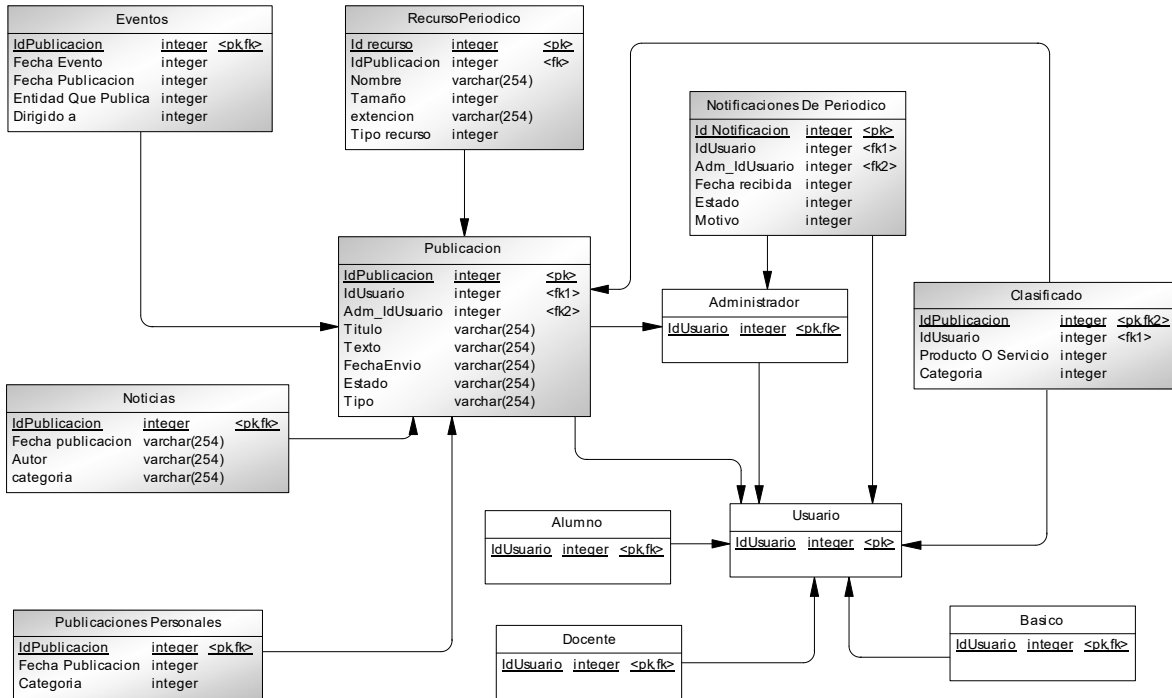 Eventos
IdPublicacion integer <pk,fk>
Fecha Evento integer
Fecha Publicacion integer
Entidad Que Publica integer
Dirigido a integer
RecursoPeriodico
Id recurso integer <pk>
IdPublicacion integer <fk>
Nombre varchar(254)
Tamaño integer
extencion varchar(254)
Tipo recurso integer
Notificaciones De Periodico
Id Notificacion integer <pk>
IdUsuario integer <fk1>
Adm_IdUsuario integer <fk2>
Fecha recibida integer
Estado integer
Motivo integer
Publicacion
IdPublicacion integer <pk>
IdUsuario integer <fk1>
Adm_IdUsuario integer <fk2>
Titulo varchar(254)
Texto varchar(254)
FechaEnvio varchar(254)
Estado varchar(254)
Tipo varchar(254)
Administrador
IdUsuario integer <pk,fk>
Clasificado
IdPublicacion integer <pk,fk2>
IdUsuario integer <fk1>
Producto O Servicio integer
Categoria integer
Noticias
IdPublicacion integer <pk,fk>
Fecha publicacion varchar(254)
Autor varchar(254)
categoria varchar(254)
Alumno
IdUsuario integer <pk,fk>
Usuario
IdUsuario integer <pk>
Publicaciones Personales
IdPublicacion integer <pk,fk>
Fecha Publicacion integer
Categoria integer
Docente
IdUsuario integer <pk,fk>
Basico
IdUsuario integer <pk,fk>